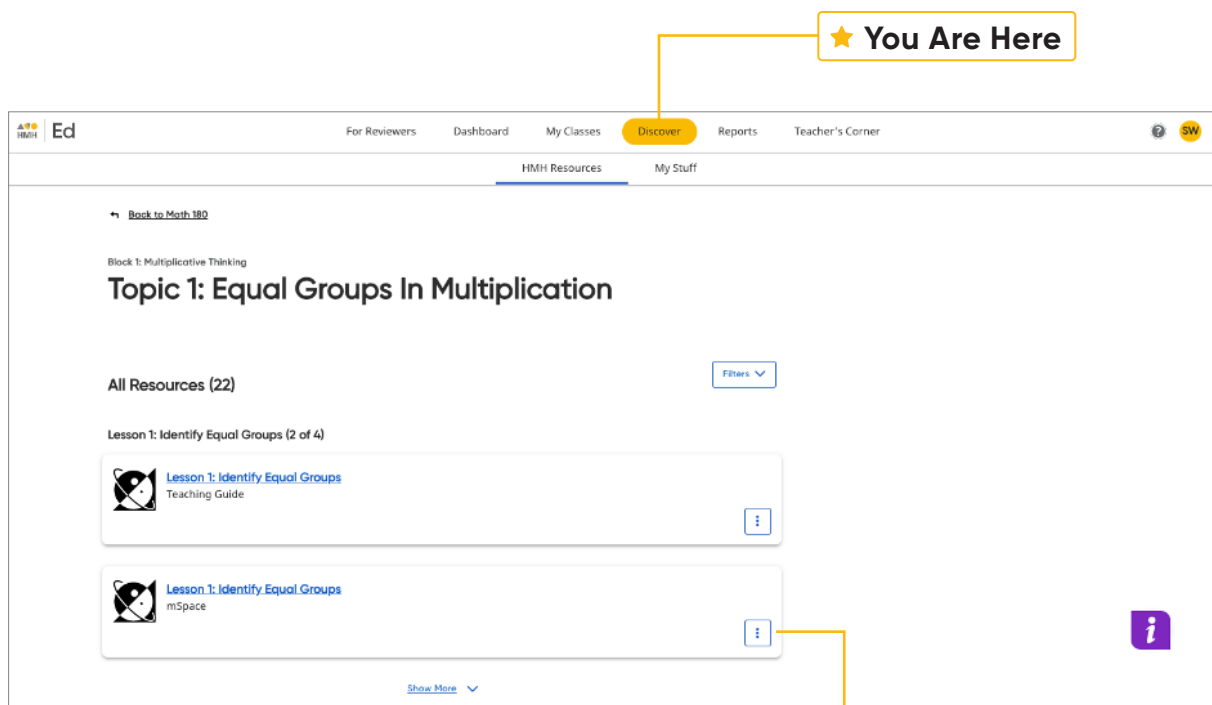 You Are Here
HMH Ed
For Reviewers Dashboard My Classes Discover Reports Teacher's Corner ? SW
HMH Resources My Stuff
Back to Math 180
Block 1: Multiplicative Thinking
Topic 1: Equal Groups In Multiplication
All Resources (22) Filters
Lesson 1: Identify Equal Groups (2 of 4)
Lesson 1: Identify Equal Groups
Teaching Guide
Lesson 1: Identify Equal Groups
mSpace
i
Show More